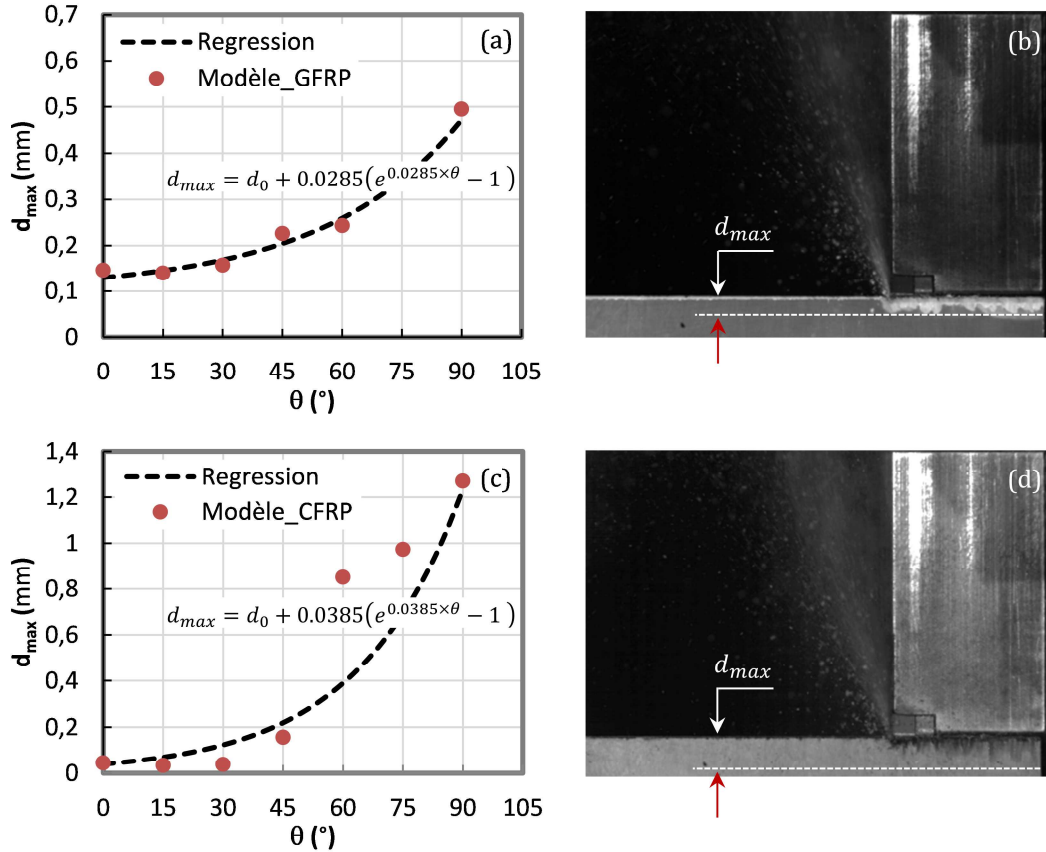 0,7
0,6
0,5
0,4
0,3
0,2
0,1
0
d_max (mm)
Regression
Modèle_GFRP
(a)
d_max = d_0 + 0.0285(e^{0.0285×θ} − 1)
0 15 30 45 60 75 90 105
θ (°)
(b)
d_max
1,4
1,2
1
0,8
0,6
0,4
0,2
0
d_max (mm)
Regression
Modèle_CFRP
(c)
d_max = d_0 + 0.0385(e^{0.0385×θ} − 1)
0 15 30 45 60 75 90 105
θ (°)
(d)
d_max